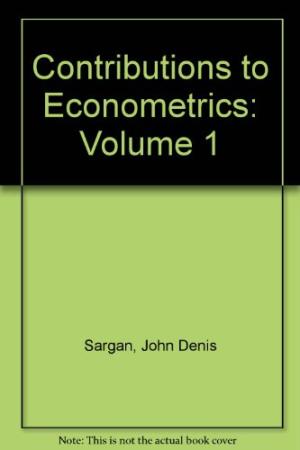 Contributions to
Econometrics:
Volume 1
Sargan, John Denis
Note: This is not the actual book cover